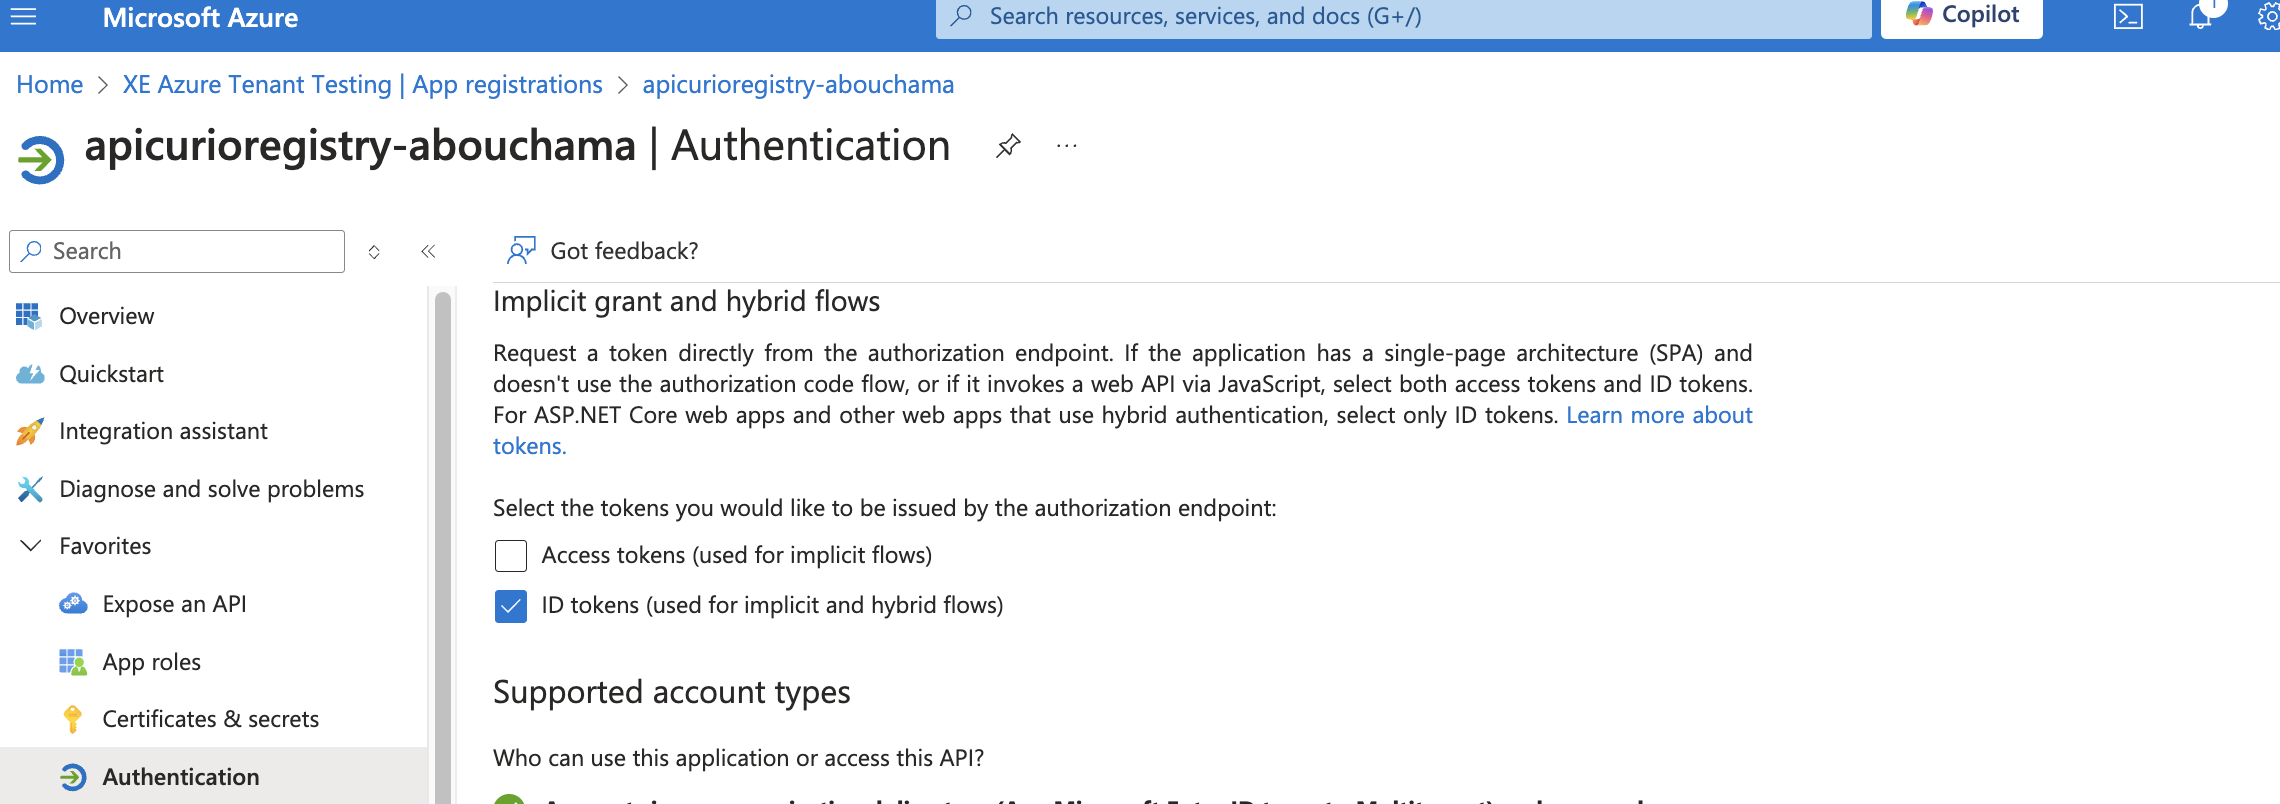 Microsoft Azure
Search resources, services, and docs (G+/)
Copilot
1
Home > XE Azure Tenant Testing | App registrations > apicurioregistry-abouchama
apicurioregistry-abouchama | Authentication
Search
Got feedback?
Overview
Quickstart
Integration assistant
Diagnose and solve problems
Favorites
Expose an API
App roles
Certificates & secrets
Authentication
Implicit grant and hybrid flows
Request a token directly from the authorization endpoint. If the application has a single-page architecture (SPA) and
doesn't use the authorization code flow, or if it invokes a web API via JavaScript, select both access tokens and ID tokens.
For ASP.NET Core web apps and other web apps that use hybrid authentication, select only ID tokens. Learn more about
tokens.
Select the tokens you would like to be issued by the authorization endpoint:
Access tokens (used for implicit flows)
ID tokens (used for implicit and hybrid flows)
Supported account types
Who can use this application or access this API?